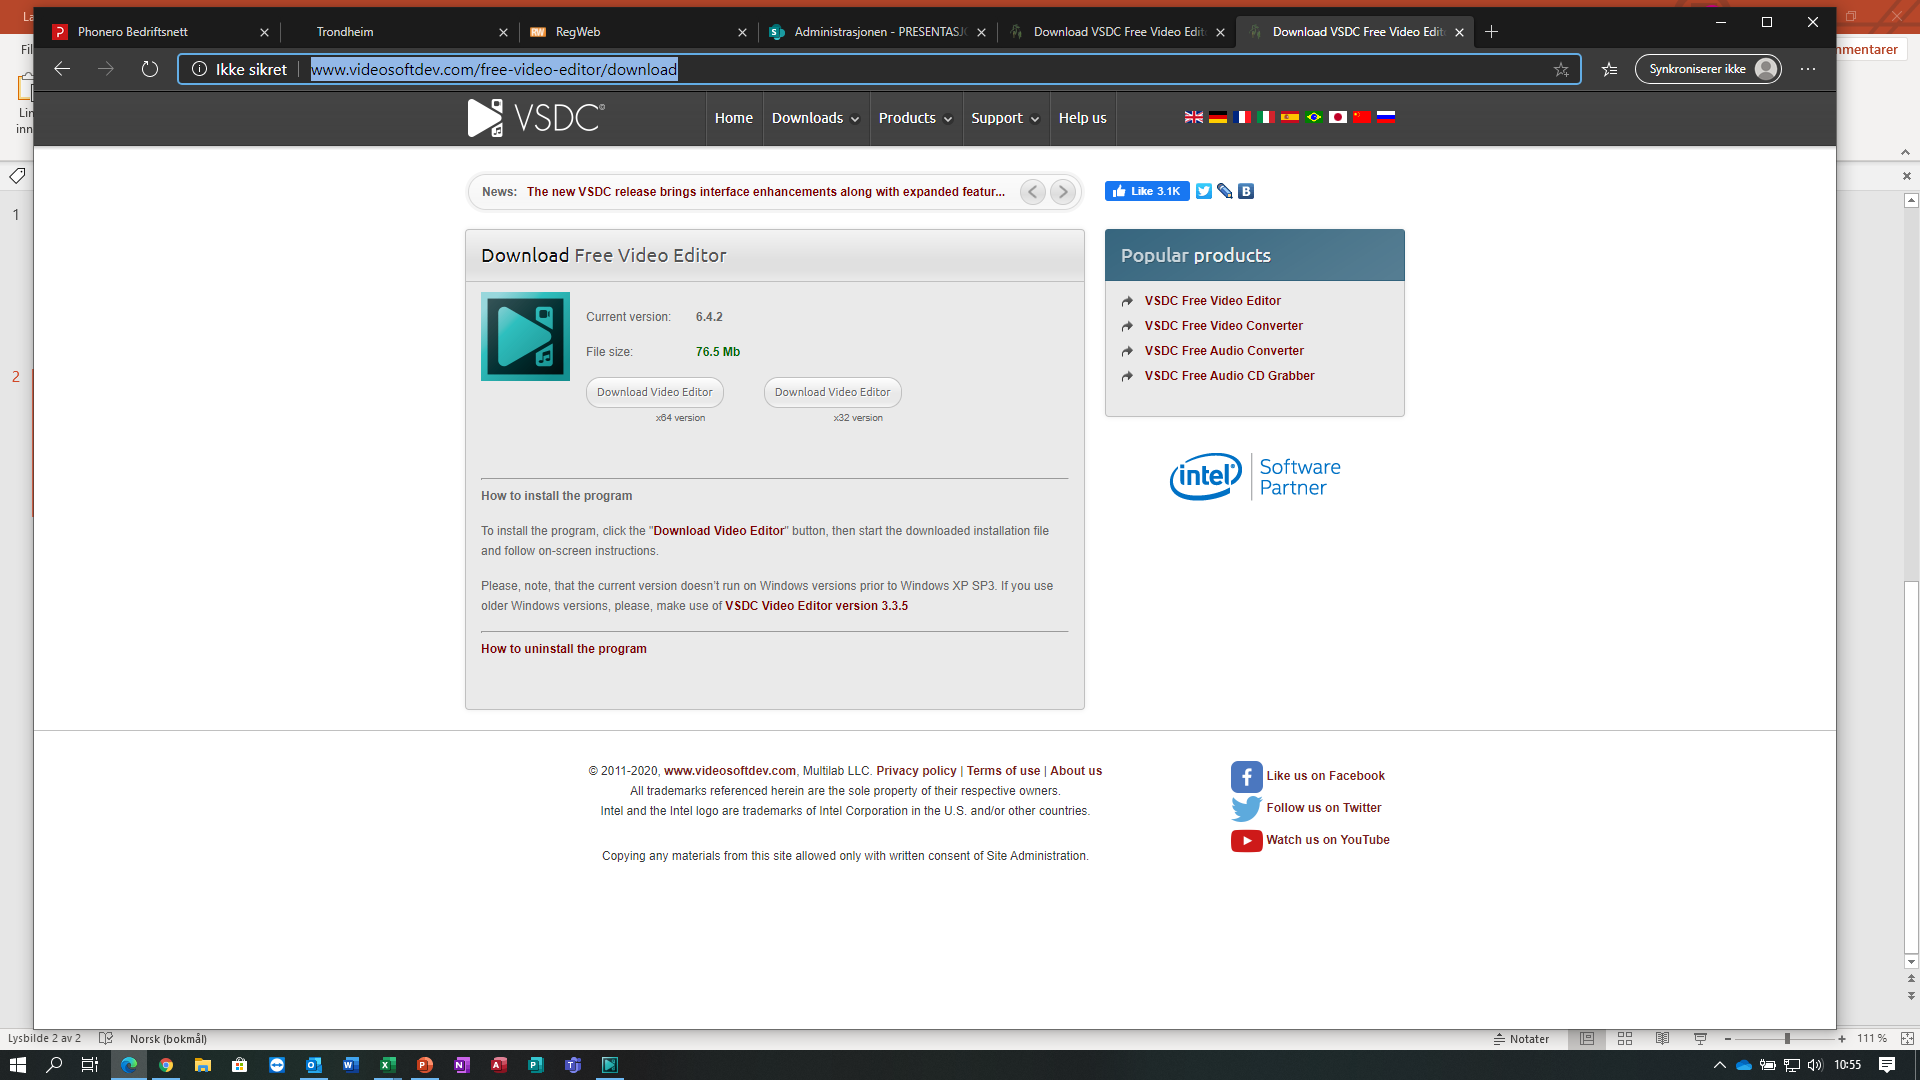 Phonero Bedriftsnett
Trondheim
RegWeb
Administrasjonen - PRESENTASJ
Download VSDC Free Video Edit
Download VSDC Free Video Edit
Ikke sikret
www.videosoftdev.com/free-video-editor/download
Synkroniserer ikke
mmentarer
La
Fil
Lin
inn
VSDC
Home
Downloads
Products
Support
Help us
News: The new VSDC release brings interface enhancements along with expanded featur...
Like 3.1K
1
2
Download Free Video Editor
Current version: 6.4.2
File size: 76.5 Mb
Download Video Editor
x64 version
Download Video Editor
x32 version
How to install the program
To install the program, click the "Download Video Editor" button, then start the downloaded installation file
and follow on-screen instructions.
Please, note, that the current version doesn't run on Windows versions prior to Windows XP SP3. If you use
older Windows versions, please, make use of VSDC Video Editor version 3.3.5
How to uninstall the program
Popular products
VSDC Free Video Editor
VSDC Free Video Converter
VSDC Free Audio Converter
VSDC Free Audio CD Grabber
intel Software
Partner
© 2011-2020, www.videosoftdev.com, Multilab LLC. Privacy policy | Terms of use | About us
All trademarks referenced herein are the sole property of their respective owners.
Intel and the Intel logo are trademarks of Intel Corporation in the U.S. and/or other countries.
Copying any materials from this site allowed only with written consent of Site Administration.
Like us on Facebook
Follow us on Twitter
Watch us on YouTube
Lysbilde 2 av 2
Norsk (bokmål)
Notater
111 %
10:55